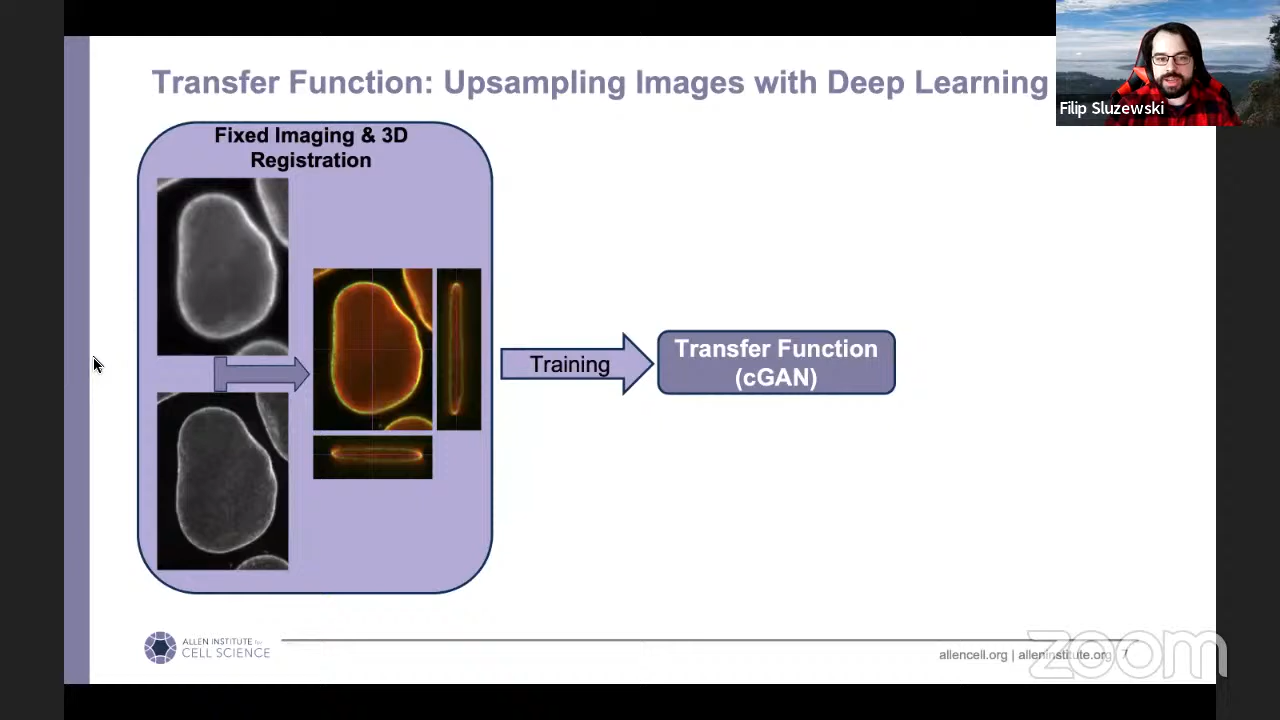 Transfer Function: Upsampling Images with Deep Learning
Filip Sluzewski
Fixed Imaging & 3D
Registration
Training
Transfer Function
(cGAN)
ALLEN INSTITUTE for
CELL SCIENCE
allencell.org | alleninstitute.org 7
zoom